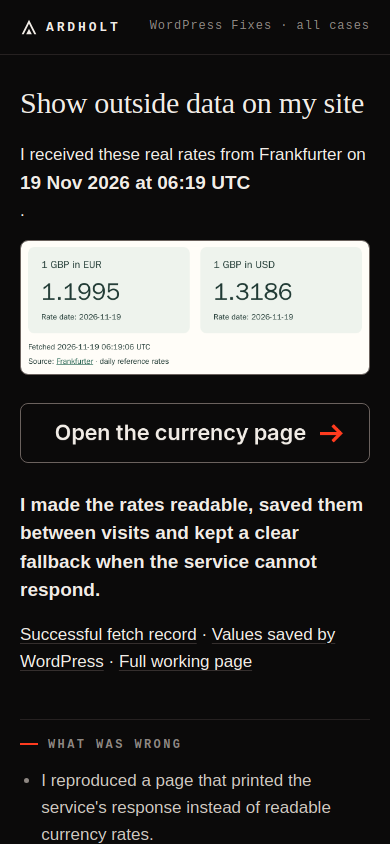 ARDHOLT
WordPress Fixes · all cases
Show outside data on my site
I received these real rates from Frankfurter on
19 Nov 2026 at 06:19 UTC
.
1 GBP in EUR
1.1995
Rate date: 2026-11-19
1 GBP in USD
1.3186
Rate date: 2026-11-19
Fetched 2026-11-19 06:19:06 UTC
Source: Frankfurter · daily reference rates
Open the currency page
I made the rates readable, saved them
between visits and kept a clear
fallback when the service cannot
respond.
Successful fetch record · Values saved by
WordPress · Full working page
WHAT WAS WRONG
• I reproduced a page that printed the
service's response instead of readable
currency rates.